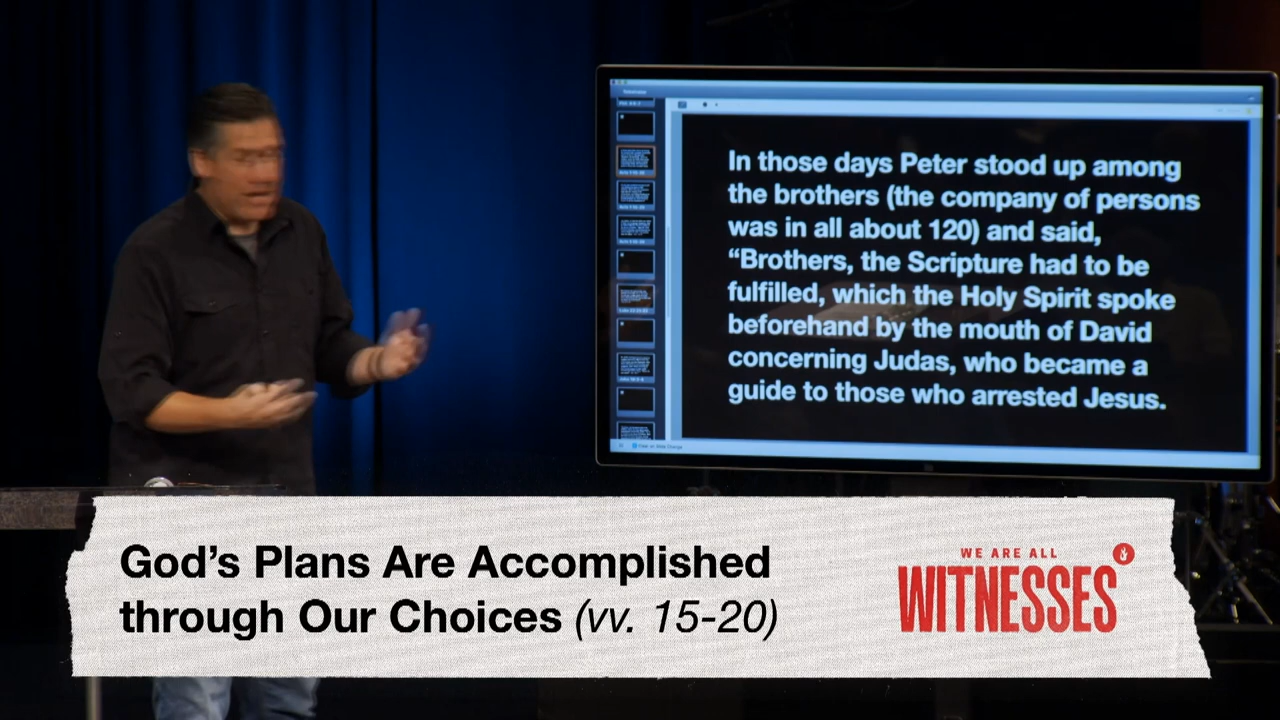 In those days Peter stood up among
the brothers (the company of persons
was in all about 120) and said,
“Brothers, the Scripture had to be
fulfilled, which the Holy Spirit spoke
beforehand by the mouth of David
concerning Judas, who became a
guide to those who arrested Jesus.
God’s Plans Are Accomplished
through Our Choices (vv. 15-20)
WE ARE ALL
WITNESSES